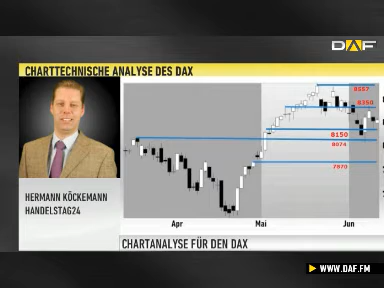 DAF
CHARTTECHNISCHE ANALYSE DES DAX
8557
8350
8150
8074
7870
HERMANN KÖCKEMANN
HANDELSTAG24
Apr Mai Jun
CHARTANALYSE FÜR DEN DAX
WWW.DAF.FM